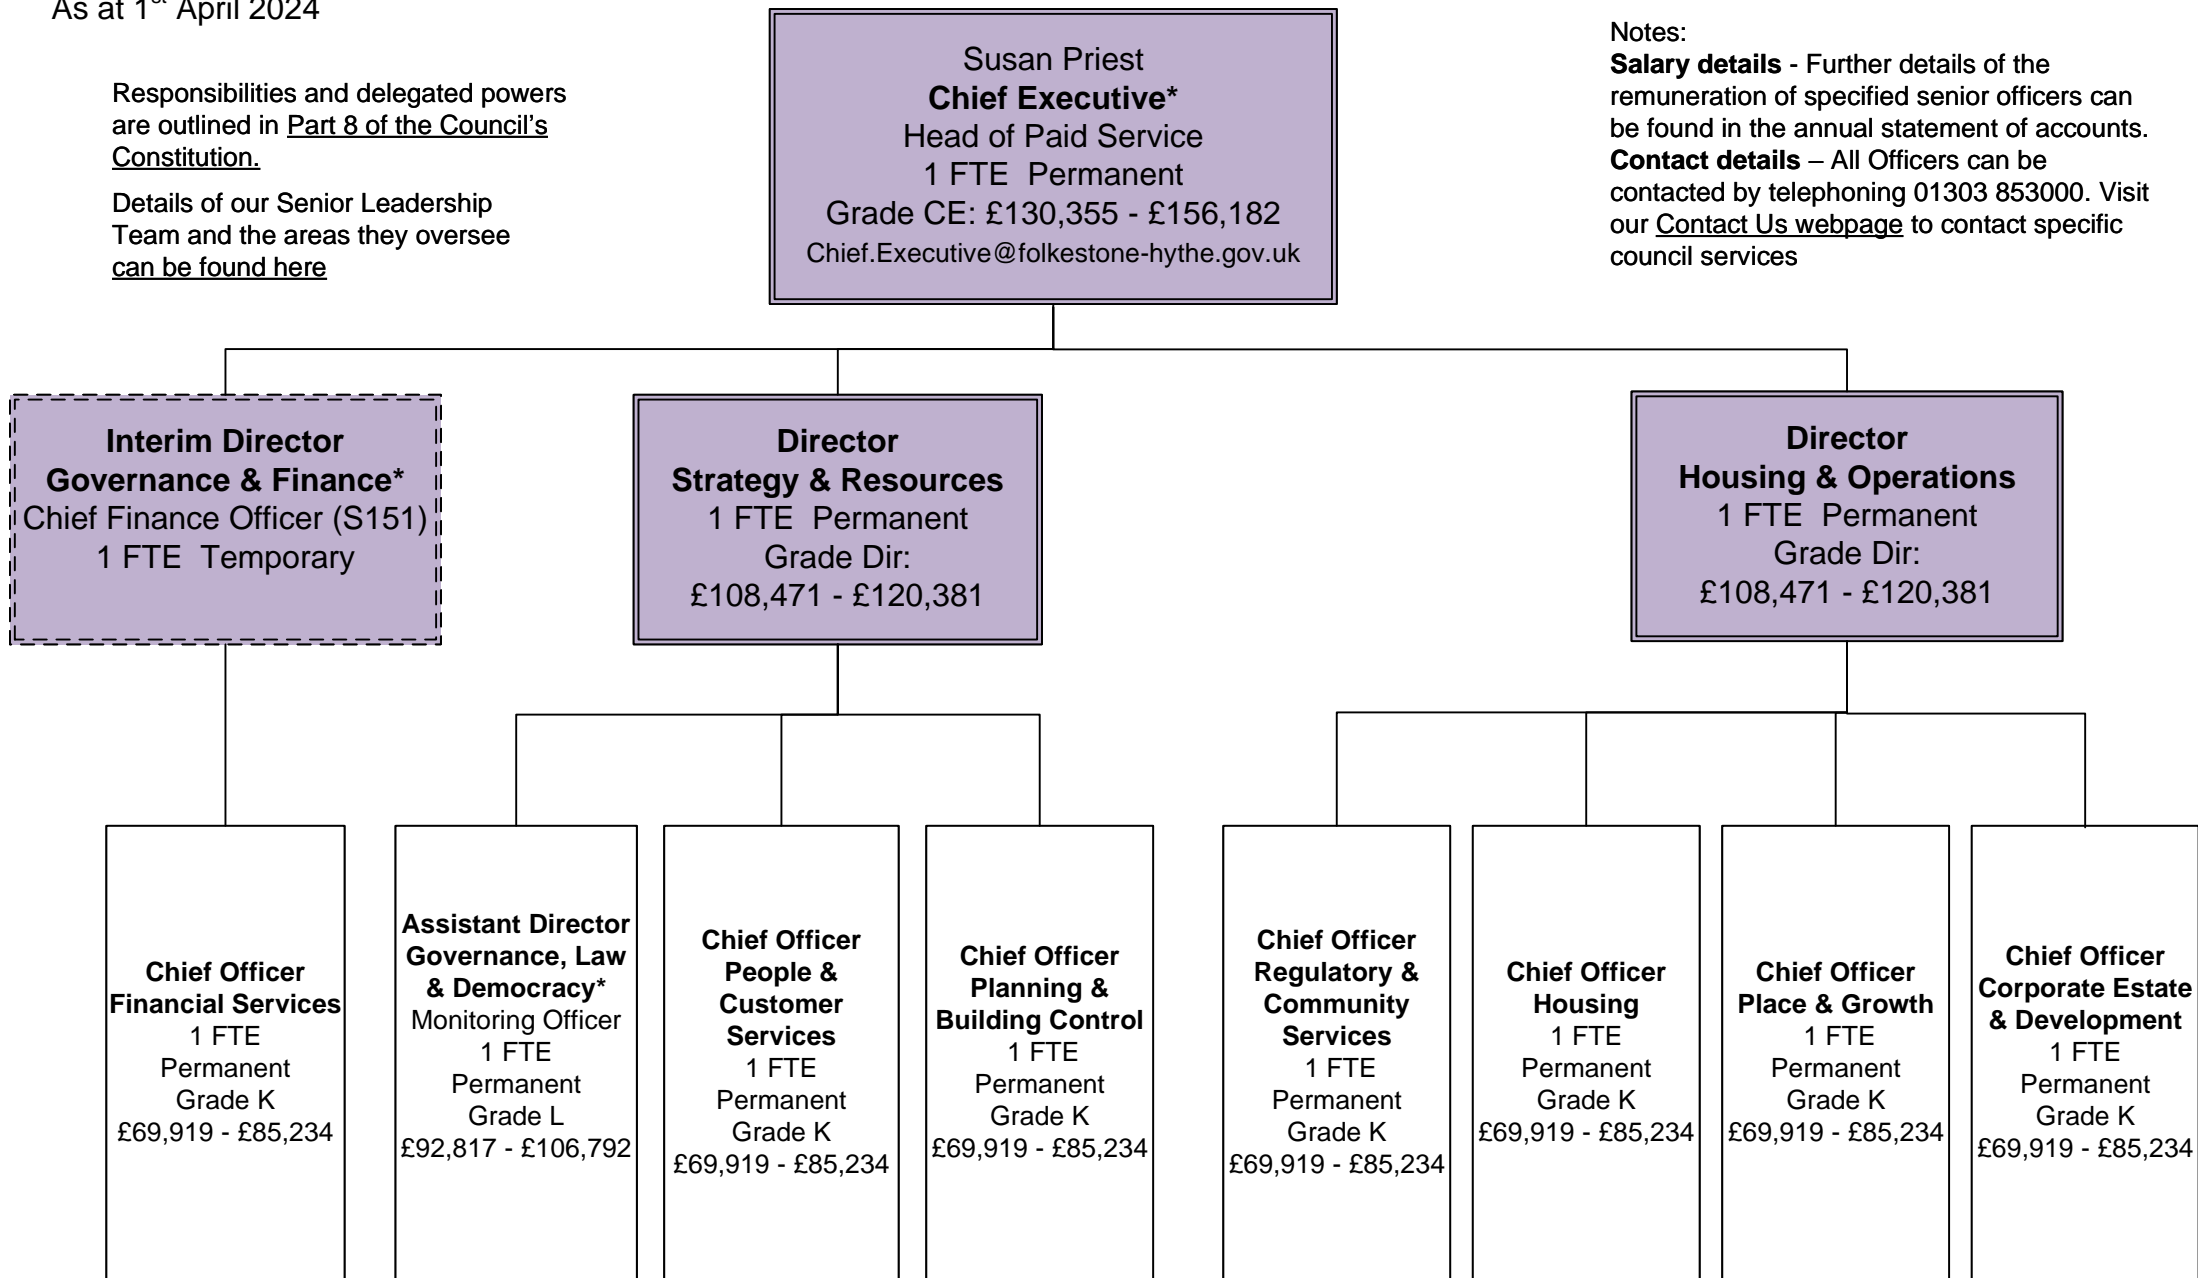 As at 1st April 2024
Responsibilities and delegated powers
are outlined in Part 8 of the Council's
Constitution.
Details of our Senior Leadership
Team and the areas they oversee
can be found here
Susan Priest
Chief Executive*
Head of Paid Service
1 FTE Permanent
Grade CE: £130,355 - £156,182
Chief.Executive@folkestone-hythe.gov.uk
Notes:
Salary details - Further details of the
remuneration of specified senior officers can
be found in the annual statement of accounts.
Contact details – All Officers can be
contacted by telephoning 01303 853000. Visit
our Contact Us webpage to contact specific
council services
Interim Director
Governance & Finance*
Chief Finance Officer (S151)
1 FTE Temporary
Director
Strategy & Resources
1 FTE Permanent
Grade Dir:
£108,471 - £120,381
Director
Housing & Operations
1 FTE Permanent
Grade Dir:
£108,471 - £120,381
Chief Officer
Financial Services
1 FTE
Permanent
Grade K
£69,919 - £85,234
Assistant Director
Governance, Law
& Democracy*
Monitoring Officer
1 FTE
Permanent
Grade L
£92,817 - £106,792
Chief Officer
People &
Customer
Services
1 FTE
Permanent
Grade K
£69,919 - £85,234
Chief Officer
Planning &
Building Control
1 FTE
Permanent
Grade K
£69,919 - £85,234
Chief Officer
Regulatory &
Community
Services
1 FTE
Permanent
Grade K
£69,919 - £85,234
Chief Officer
Housing
1 FTE
Permanent
Grade K
£69,919 - £85,234
Chief Officer
Place & Growth
1 FTE
Permanent
Grade K
£69,919 - £85,234
Chief Officer
Corporate Estate
& Development
1 FTE
Permanent
Grade K
£69,919 - £85,234